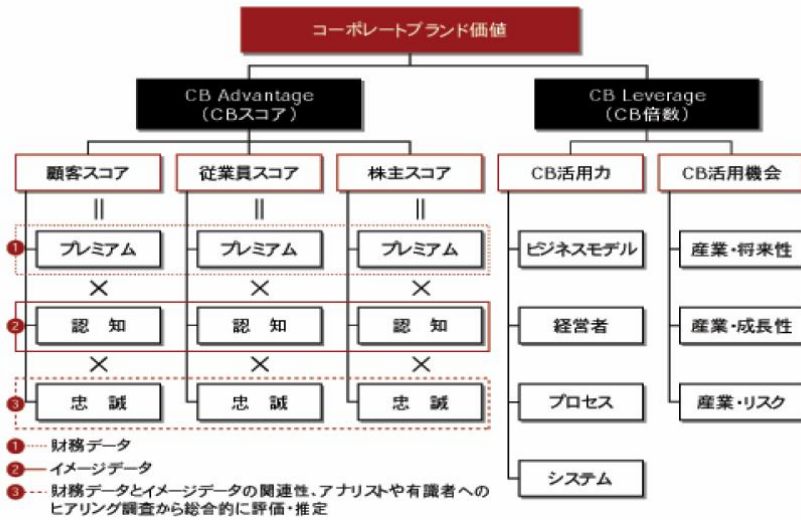 コーポレートブランド価値
CB Advantage
(CBスコア)
CB Leverage
(CB倍数)
顧客スコア
従業員スコア
株主スコア
CB活用力
CB活用機会
||
||
||
1
プレミアム
プレミアム
プレミアム
ビジネスモデル
産業・将来性
×
×
×
2
認 知
認 知
認 知
経営者
産業・成長性
×
×
×
3
忠 誠
忠 誠
忠 誠
プロセス
産業・リスク
システム
1 財務データ
2 イメージデータ
3 財務データとイメージデータの関連性、アナリストや有識者への
ヒアリング調査から総合的に評価・推定